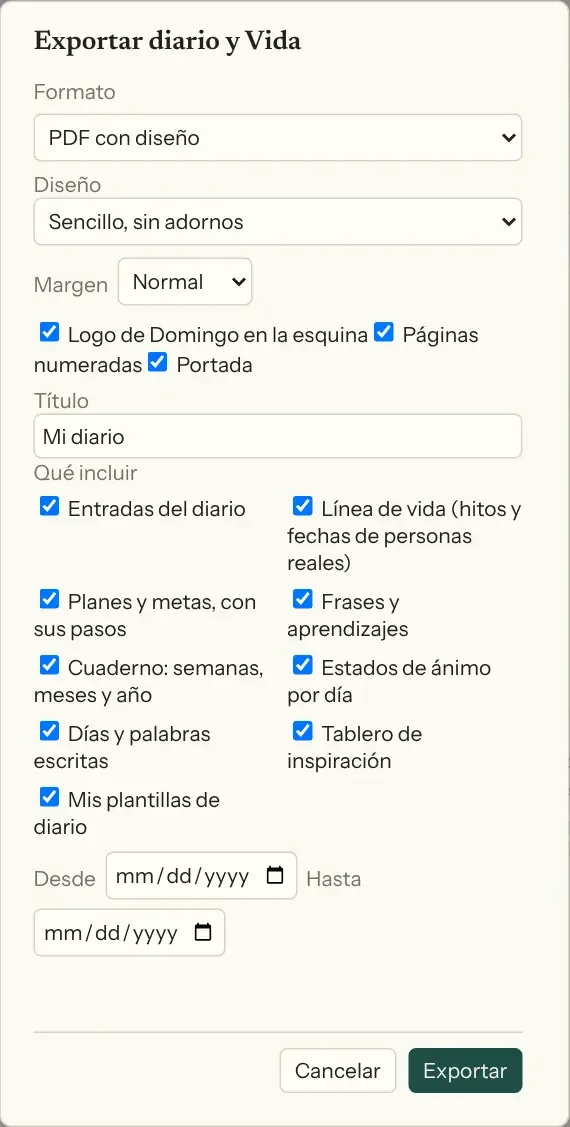 Exportar diario y Vida
Formato
PDF con diseño
Diseño
Sencillo, sin adornos
Margen Normal
Logo de Domingo en la esquina Páginas
numeradas Portada
Título
Mi diario
Qué incluir
Entradas del diario
Línea de vida (hitos y
fechas de personas
reales)
Planes y metas, con
sus pasos
Frases y
aprendizajes
Cuaderno: semanas,
meses y año
Estados de ánimo
por día
Días y palabras
escritas
Tablero de
inspiración
Mis plantillas de
diario
Desde mm/dd/yyyy Hasta
mm/dd/yyyy
Cancelar Exportar